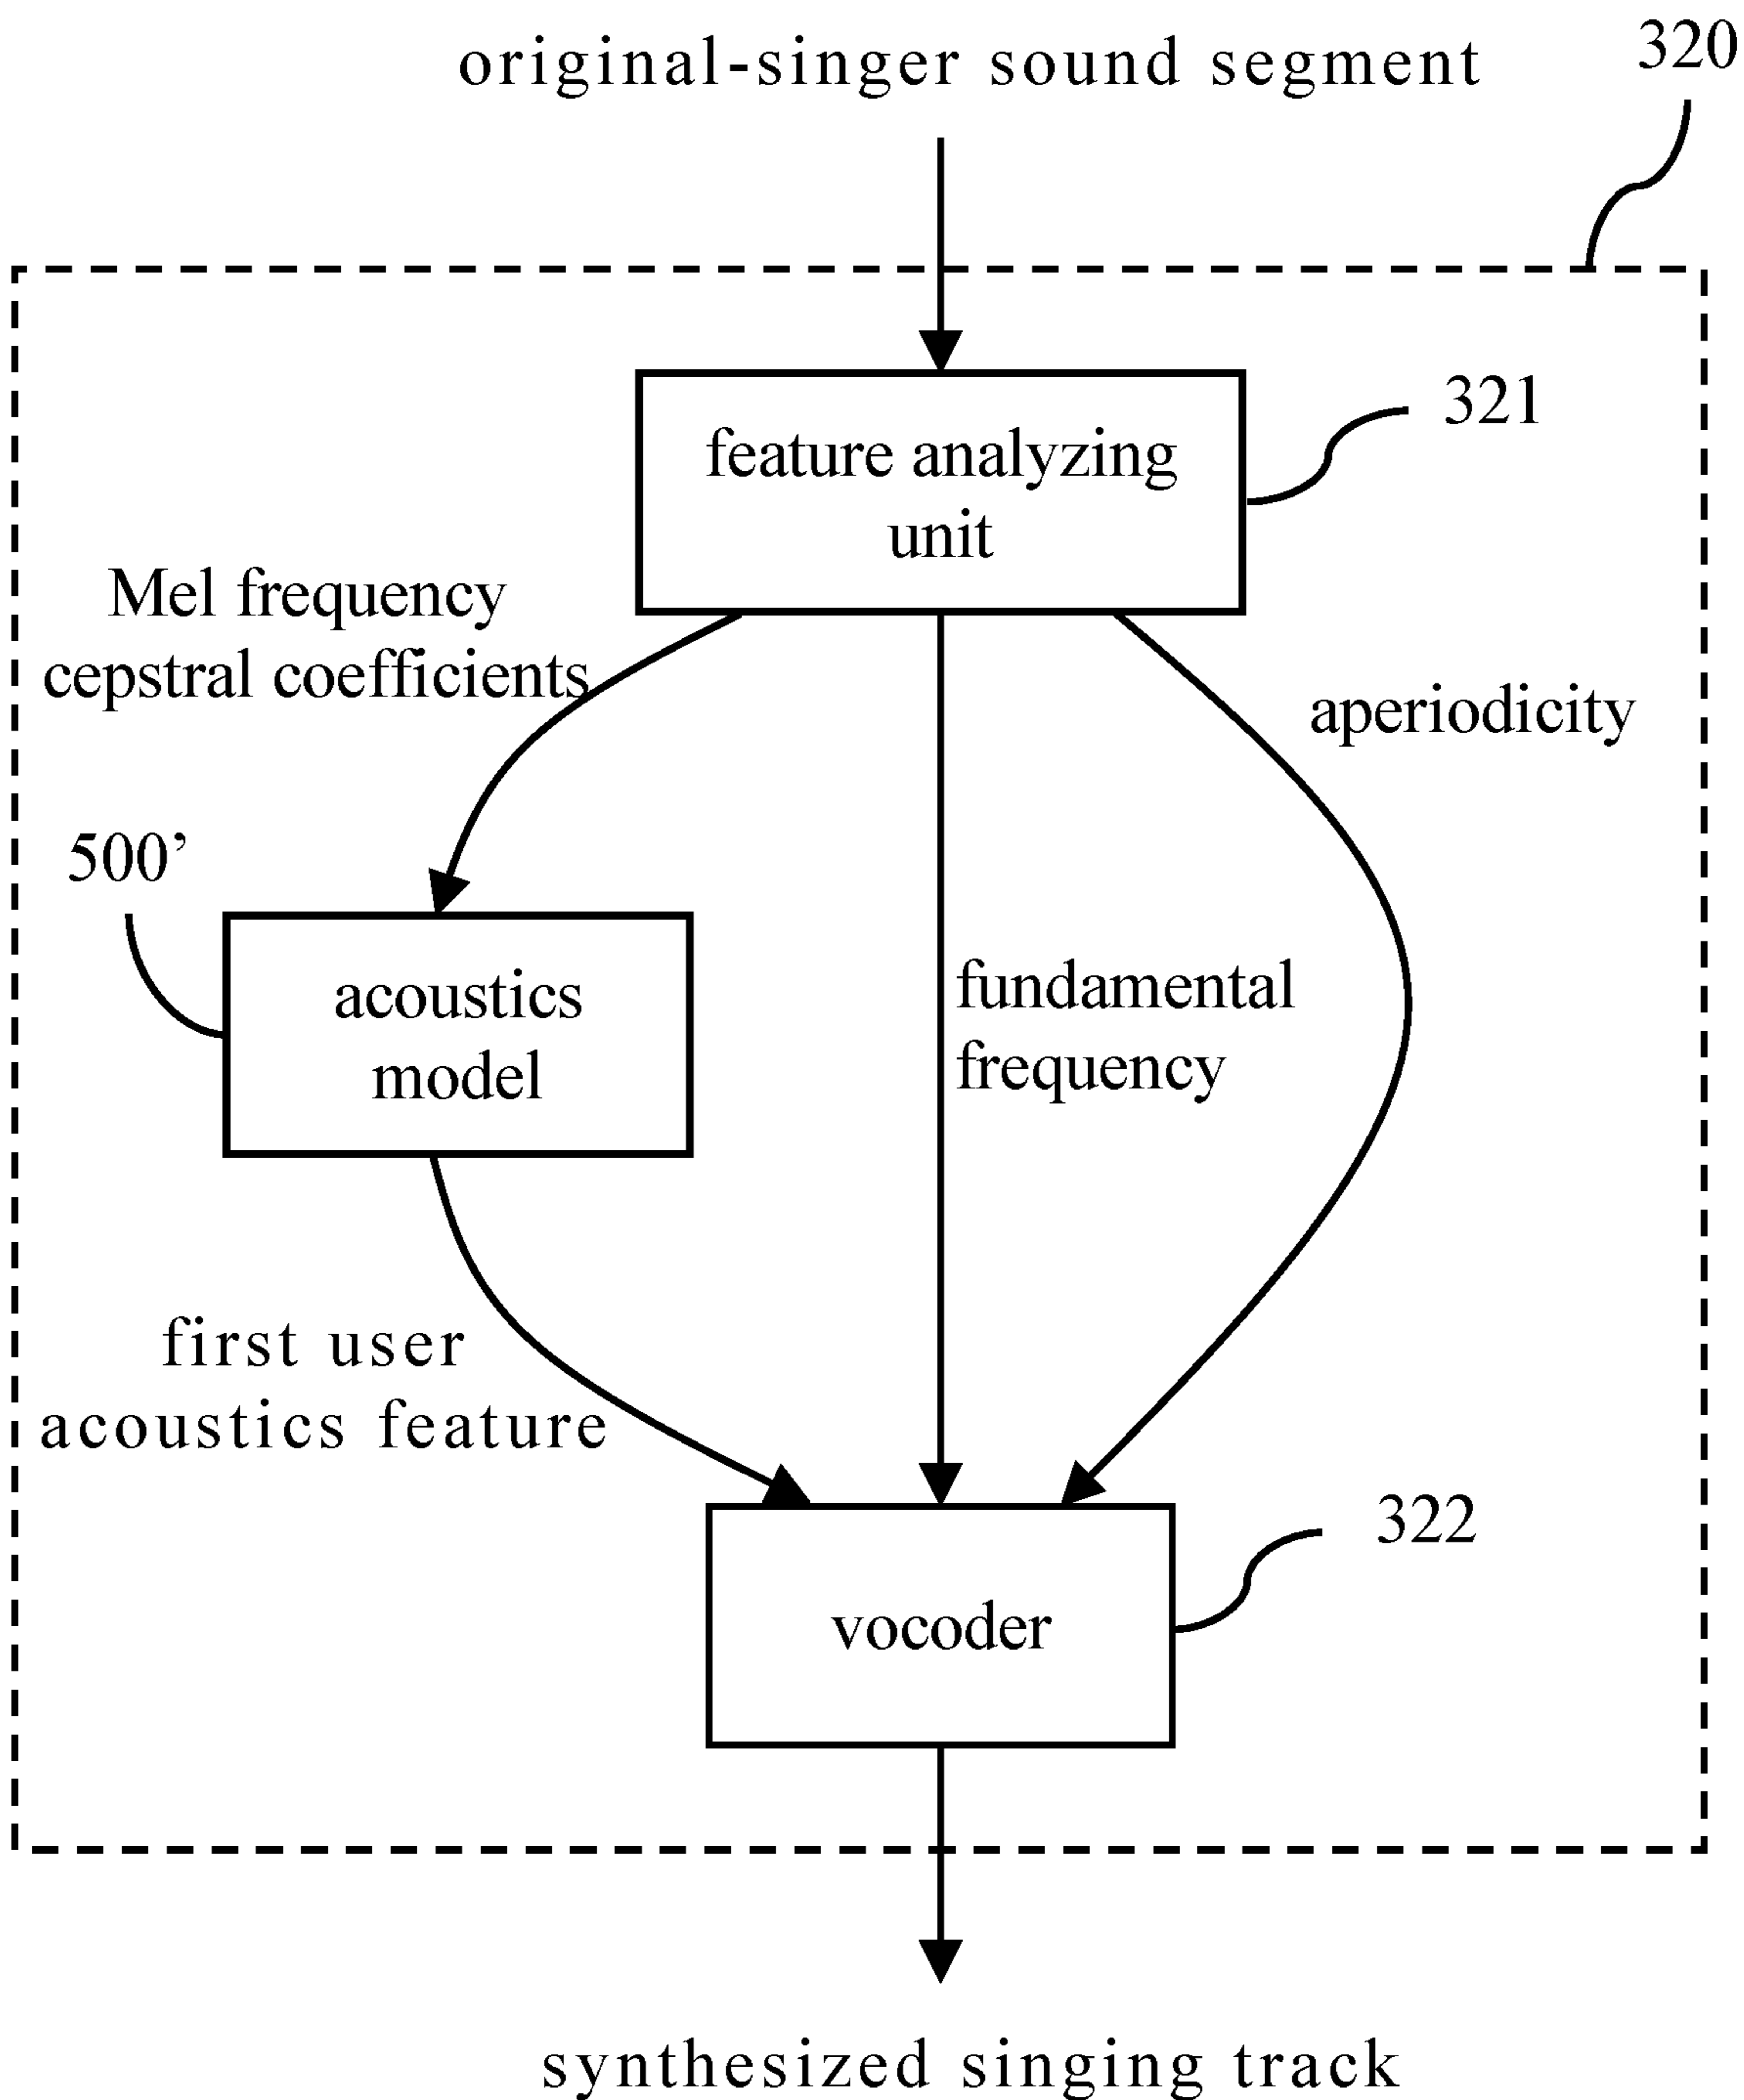 original-singer sound segment
320
feature analyzing
unit
321
Mel frequency
cepstral coefficients
aperiodicity
500’
acoustics
model
fundamental
frequency
first user
acoustics feature
322
vocoder
synthesized singing track